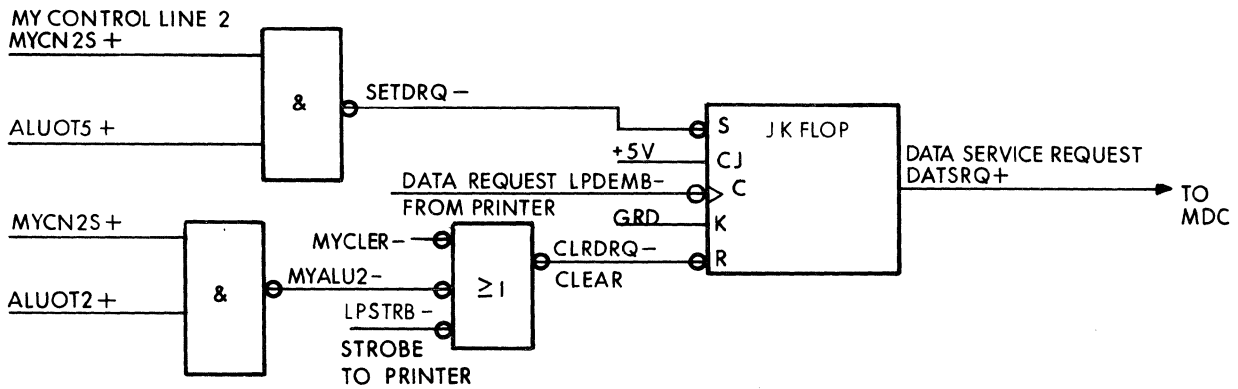 MY CONTROL LINE 2
MYCN2S +
&
SETDRQ -
ALUOT5 +
S
JK FLOP
+5V
CJ
DATA SERVICE REQUEST
DATSRQ+
DATA REQUEST LPDEMB-
C
FROM PRINTER
TO
MDC
MYCN2S +
GRD
K
MYCLER -
CLRDRQ -
R
MYALU2 -
CLEAR
&
≥ 1
ALUOT2 +
LPSTRB -
STROBE
TO PRINTER